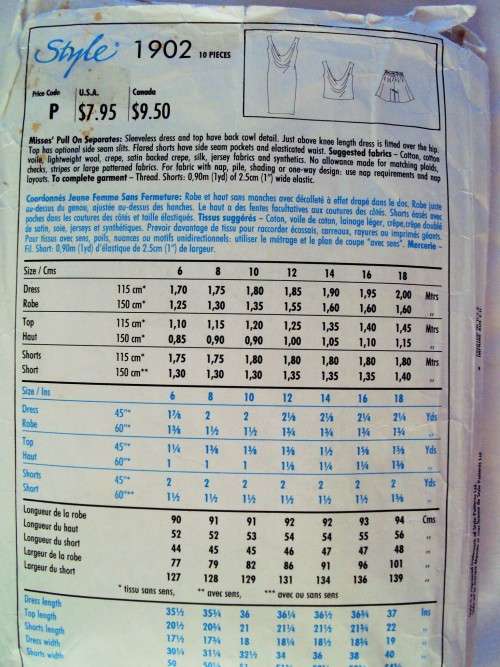 Style 1902 10 PIECES
Price Code U.S.A. Canada
P $7.95 $9.50
Misses' Pull On Separates: Sleeveless dress and top have back cowl detail. Just above knee length dress is fitted over the hip.
Top has optional side seam slits. Flared shorts have side seam pockets and elasticated waist. Suggested fabrics - Cotton, cotton
voile, lightweight wool, crepe, satin backed crepe, silk, jersey fabrics and synthetics. No allowance made for matching plaids,
checks, stripes or large patterned fabrics. For fabric with nap, pile, shading or one-way design: use nap requirements and nap
layouts. To complete garment - Thread. Shorts: 0,90m (1yd) of 2.5cm (1") wide elastic.
Coordonnés Jeune Femme Sans Fermeture: Robe et haut sans manches avec décolleté à effet drapé dans le dos. Robe juste
au-dessus du genou, ajustée au-dessus des hanches. Le haut a des fentes facultatives aux coutures des côtés. Shorts évasés avec
poches dans les coutures des côtés et taille élastiqués. Tissus suggérés - Coton, voile de coton, lainage léger, crêpe, crêpe doublé
de satin, soie, jerseys et synthétiques. Prevoir davantage de tissu pour raccorder écossais, carreaux, rayures ou imprimés géants.
Pour tissus avec sens, poils, nuances ou motifs unidirectionnels: utiliser le métrage et le plan de coupe "avec sens". Mercerie -
Fil. Short: 0,90m (1yd) d'élastique de 2.5cm (1") de largeur.
Size / Cms 6 8 10 12 14 16 18
Dress 115 cm* 1,70 1,75 1,80 1,85 1,90 1,95 2,00 Mtrs
Robe 150 cm* 1,25 1,30 1,35 1,55 1,60 1,60 1,60 "
Top 115 cm* 1,10 1,15 1,20 1,25 1,35 1,40 1,45 Mtrs
Haut 150 cm* 0,85 0,90 0,90 1,00 1,05 1,10 1,15 "
Shorts 115 cm* 1,75 1,75 1,80 1,80 1,80 1,80 1,80 Mtrs
Short 150 cm** 1,30 1,30 1,30 1,35 1,35 1,35 1,40 "
Size / Ins 6 8 10 12 14 16 18
Dress 45"* 1⅞ 2 2 2⅛ 2⅛ 2¼ 2¼ Yds
Robe 60"* 1⅜ 1½ 1½ 1¾ 1¾ 1¾ 1¾ "
Top 45"* 1¼ 1⅜ 1⅜ 1⅜ 1½ 1⅝ 1⅝ Yds
Haut 60"* 1 1 1 1⅛ 1¼ 1¼ 1⅜ "
Shorts 45"* 2 2 2 2 2 2 2 Yds
Short 60"** 1½ 1½ 1½ 1½ 1½ 1½ 1⅝ "
Longueur de la robe 90 91 91 92 92 93 94 Cms
Longueur du haut 52 52 53 54 54 55 56 "
Longueur du short 44 45 45 46 47 47 48 "
Largeur de la robe 77 79 82 86 91 96 101 "
Largeur du short 127 128 129 131 134 136 139 "
* tissu sans sens, ** avec sens, *** avec ou sans sens
Dress length 35½ 35¾ 36 36¼ 36½ 36¾ 37 Ins
Top length 20½ 20¾ 21 21¼ 21½ 21¾ 22 "
Shorts length 17½ 17¾ 18 18¼ 18½ 18¾ 19 "
Dress width 30¼ 31¼ 32½ 34 36 38 40 "
Shorts width 50